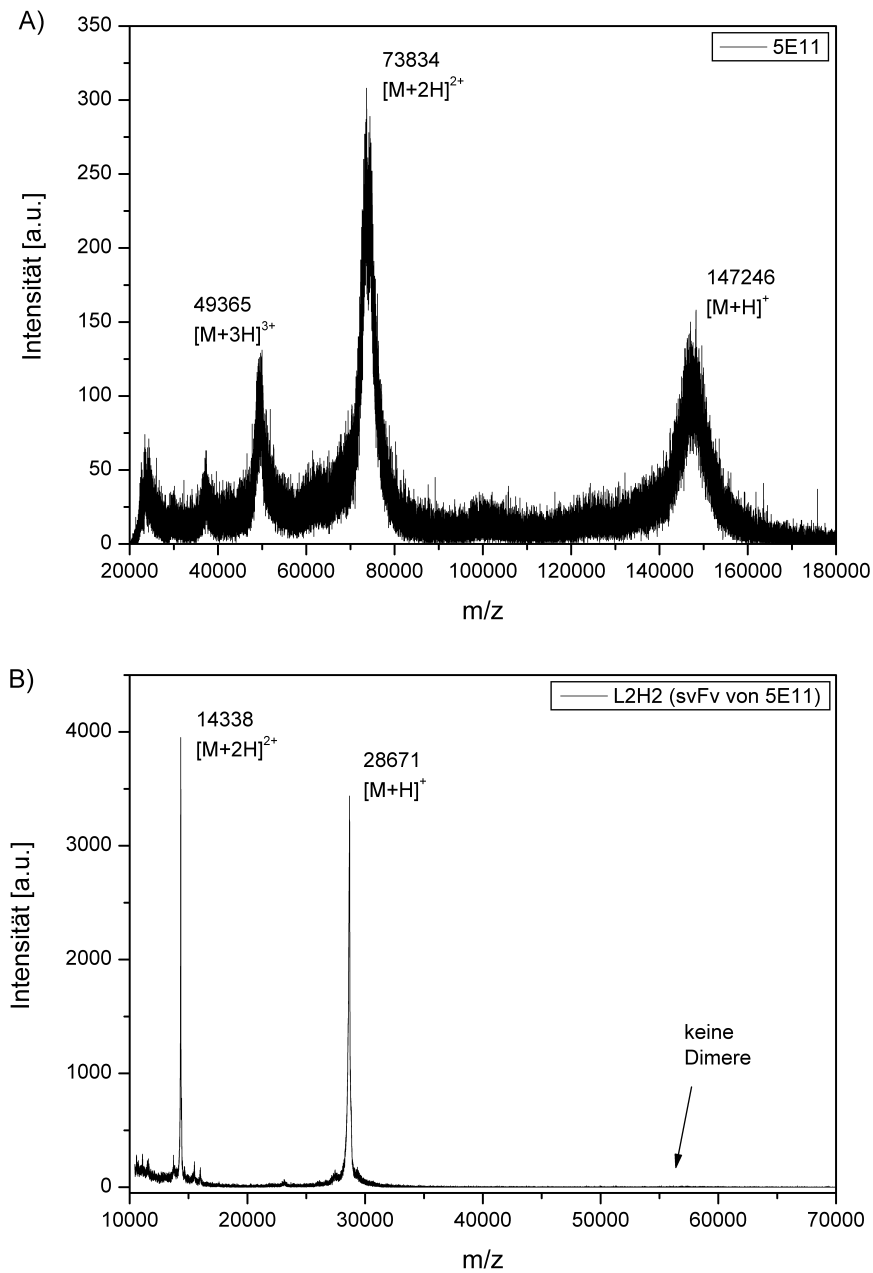 A)
350
300
250
200
150
100
50
0
Intensität [a.u.]
5E11
73834
[M+2H]²⁺
147246
[M+H]⁺
49365
[M+3H]³⁺
20000 40000 60000 80000 100000 120000 140000 160000 180000
m/z
B)
4000
3000
2000
1000
0
Intensität [a.u.]
L2H2 (svFv von 5E11)
14338
[M+2H]²⁺
28671
[M+H]⁺
keine
Dimere
10000 20000 30000 40000 50000 60000 70000
m/z